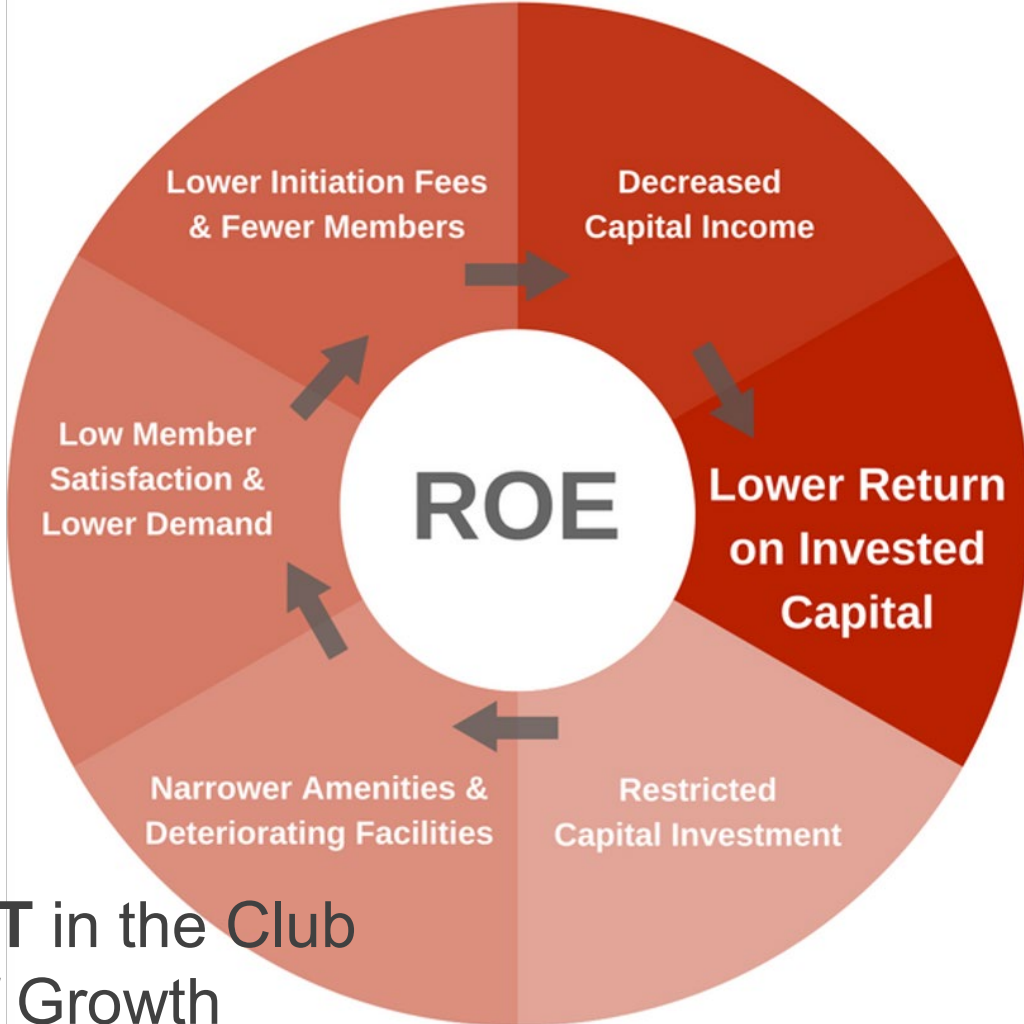 Lower Initiation Fees
& Fewer Members
Decreased
Capital Income
Lower Return
on Invested
Capital
Restricted
Capital Investment
Narrower Amenities &
Deteriorating Facilities
Low Member
Satisfaction &
Lower Demand
ROE
T in the Club
Growth